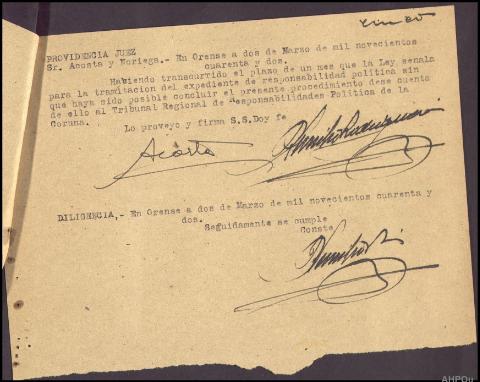 PROVIDENCIA JUEZ
Sr. Acosta y Noriega.- En Orense a dos de Marzo de mil novecientos
cuarenta y dos.
Habiendo transcurrido el plazo de un mes que la Ley senala
para la tramitacion del expediente de responsabilidad politica sin
que haya sido posible concluir el presente procedimiento dese cuenta
de ello al Tribunal Regional de Responsabilidades Politica de la
Coruna.
Lo proveyo y firma S.S.Doy fe
Acosta
DILIGENCIA,- En Orense a dos de Marzo de mil novecientos cuarenta y
dos.
Seguidamente se cumple
Conste
AHPOu